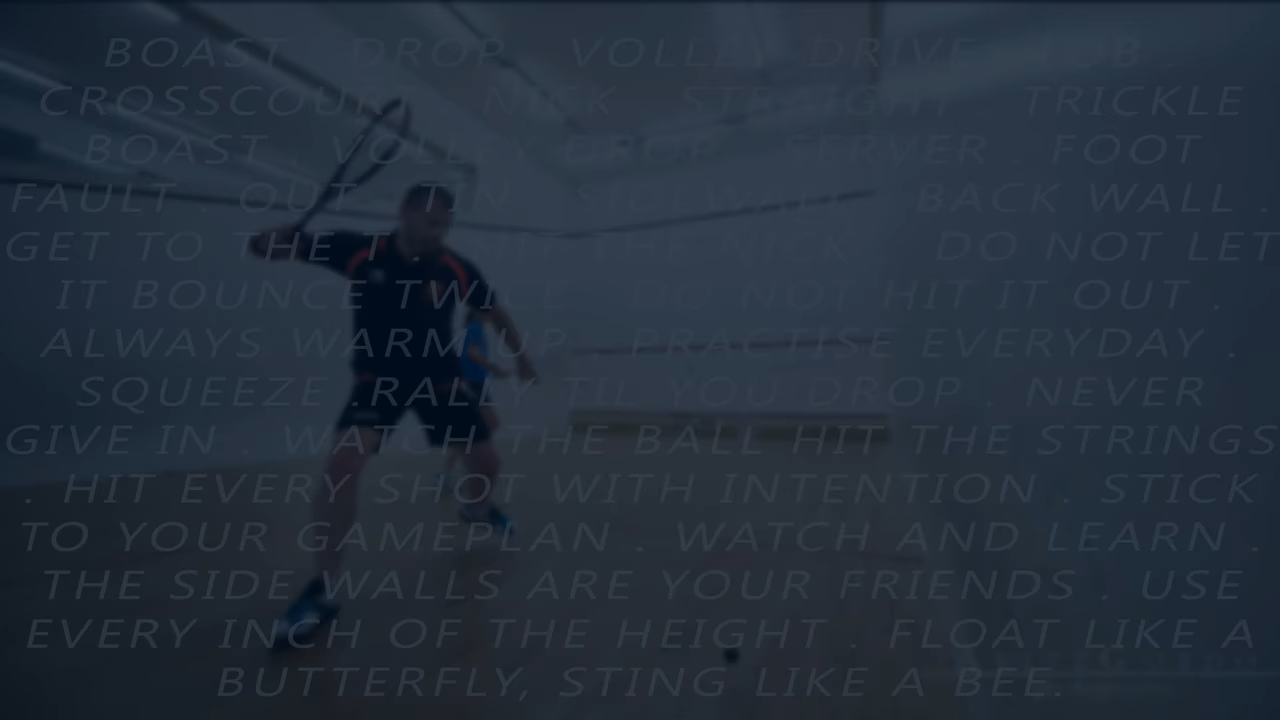 BOAST . DROP . VOLLEY . DRIVE . LOB .
CROSSCOURT . NICK . STRAIGHT . TRICKLE
BOAST . VOLLEY DROP . SERVER . FOOT
FAULT . OUT . TIN . SIDEWALL . BACK WALL .
GET TO THE T . HIT THE NICK . DO NOT LET
IT BOUNCE TWICE . DO NOT HIT IT OUT .
ALWAYS WARM UP . PRACTISE EVERYDAY .
SQUEEZE .RALLY TIL YOU DROP . NEVER
GIVE IN . WATCH THE BALL HIT THE STRINGS
. HIT EVERY SHOT WITH INTENTION . STICK
TO YOUR GAMEPLAN . WATCH AND LEARN .
THE SIDE WALLS ARE YOUR FRIENDS . USE
EVERY INCH OF THE HEIGHT . FLOAT LIKE A
BUTTERFLY, STING LIKE A BEE.